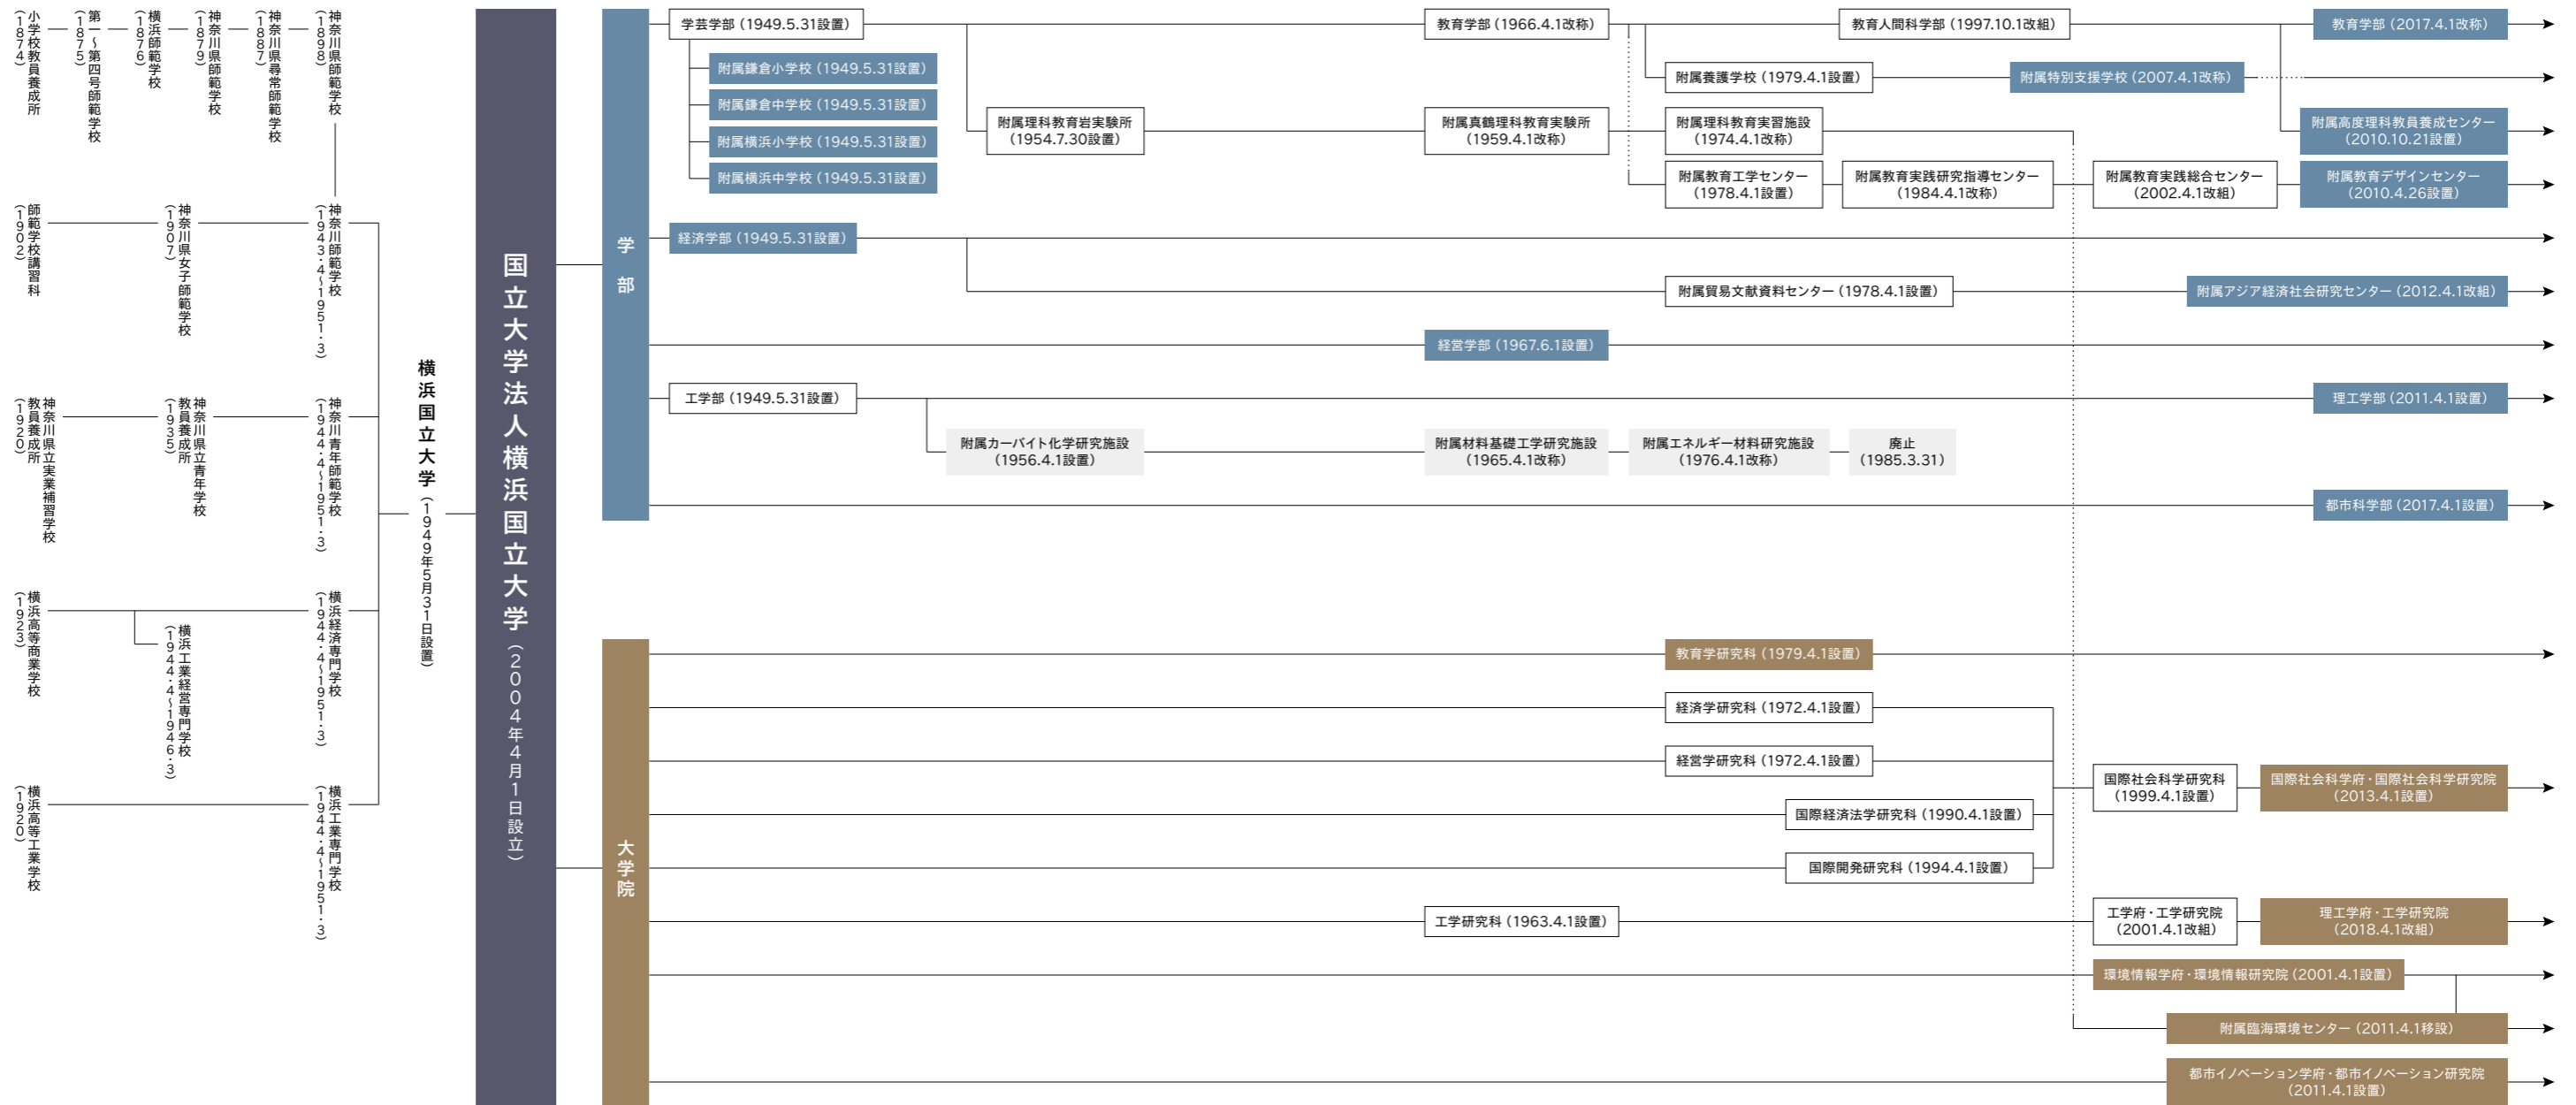 小学校教員養成所
（1874）
第一～第四号師範学校
（1875）
横浜師範学校
（1876）
神奈川県師範学校
（1879）
神奈川県尋常師範学校
（1887）
神奈川県師範学校
（1898）
師範学校講習科
（1902）
神奈川県女子師範学校
（1907）
神奈川師範学校
（1943・4～1951・3）
神奈川県立実業補習学校
教員養成所
（1920）
神奈川県立青年学校
教員養成所
（1935）
神奈川青年師範学校
（1944・4～1951・3）
横浜高等商業学校
（1923）
横浜工業経営専門学校
（1944・4～1946・3）
横浜経済専門学校
（1944・4～1951・3）
横浜高等工業学校
（1920）
横浜工業専門学校
（1944・4～1951・3）
横浜国立大学（1949年5月31日設置）
国立大学法人横浜国立大学（2004年4月1日設立）
学部
学芸学部（1949.5.31設置）
教育学部（1966.4.1改称）
教育人間科学部（1997.10.1改組）
教育学部（2017.4.1改称）
附属鎌倉小学校（1949.5.31設置）
附属鎌倉中学校（1949.5.31設置）
附属横浜小学校（1949.5.31設置）
附属横浜中学校（1949.5.31設置）
附属養護学校（1979.4.1設置）
附属特別支援学校（2007.4.1改称）
附属理科教育岩実験所
（1954.7.30設置）
附属真鶴理科教育実験所
（1959.4.1改称）
附属理科教育実習施設
（1974.4.1改称）
附属高度理科教員養成センター
（2010.10.21設置）
附属教育工学センター
（1978.4.1設置）
附属教育実践研究指導センター
（1984.4.1改称）
附属教育実践総合センター
（2002.4.1改組）
附属教育デザインセンター
（2010.4.26設置）
経済学部（1949.5.31設置）
附属貿易文献資料センター（1978.4.1設置）
附属アジア経済社会研究センター（2012.4.1改組）
経営学部（1967.6.1設置）
工学部（1949.5.31設置）
理工学部（2011.4.1設置）
附属カーバイト化学研究施設
（1956.4.1設置）
附属材料基礎工学研究施設
（1965.4.1改称）
附属エネルギー材料研究施設
（1976.4.1改称）
廃止
（1985.3.31）
都市科学部（2017.4.1設置）
大学院
教育学研究科（1979.4.1設置）
経済学研究科（1972.4.1設置）
経営学研究科（1972.4.1設置）
国際経済法学研究科（1990.4.1設置）
国際開発研究科（1994.4.1設置）
国際社会科学研究科
（1999.4.1設置）
国際社会科学府・国際社会科学研究院
（2013.4.1設置）
工学研究科（1963.4.1設置）
工学府・工学研究院
（2001.4.1改組）
理工学府・工学研究院
（2018.4.1改組）
環境情報学府・環境情報研究院（2001.4.1設置）
附属臨海環境センター（2011.4.1移設）
都市イノベーション学府・都市イノベーション研究院
（2011.4.1設置）